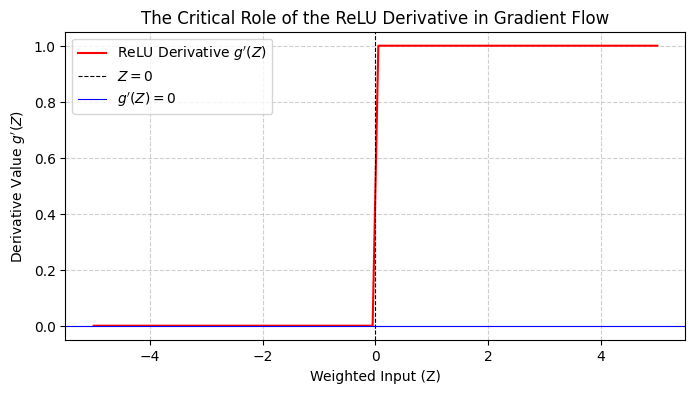 The Critical Role of the ReLU Derivative in Gradient Flow
ReLU Derivative g'(Z)
Z = 0
g'(Z) = 0
Derivative Value g'(Z)
1.0
0.8
0.6
0.4
0.2
0.0
−4
−2
0
2
4
Weighted Input (Z)